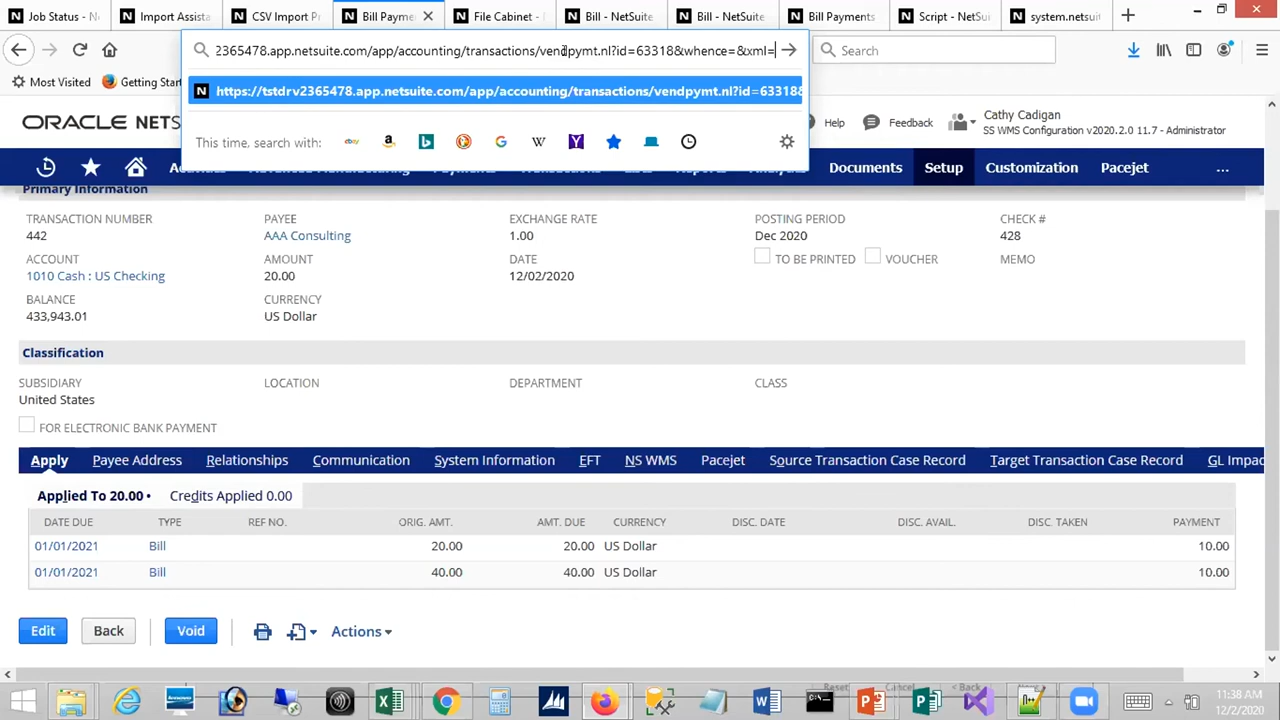 Job Status - Ne
Import Assista
CSV Import Pr
Bill Payme
File Cabinet -
Bill - NetSuite
Bill - NetSuite
Bill Payments
Script - NetSu
system.netsuit
2365478.app.netsuite.com/app/accounting/transactions/vendpymt.nl?id=63318&whence=&xml=
Search
Most Visited
Getting Start
https://tstdrv2365478.app.netsuite.com/app/accounting/transactions/vendpymt.nl?id=63318&
This time, search with:
ORACLE NETS
Help
Feedback
Cathy Cadigan
SS WMS Configuration v2020.2.0 11.7 - Administrator
Documents
Setup
Customization
Pacejet
...
Primary Information
TRANSACTION NUMBER
442
PAYEE
AAA Consulting
EXCHANGE RATE
1.00
POSTING PERIOD
Dec 2020
CHECK #
428
ACCOUNT
1010 Cash : US Checking
AMOUNT
20.00
DATE
12/02/2020
TO BE PRINTED
VOUCHER
MEMO
BALANCE
433,943.01
CURRENCY
US Dollar
Classification
SUBSIDIARY
United States
LOCATION
DEPARTMENT
CLASS
FOR ELECTRONIC BANK PAYMENT
Apply Payee Address Relationships Communication System Information EFT NS WMS Pacejet Source Transaction Case Record Target Transaction Case Record GL Impac
Applied To 20.00 • Credits Applied 0.00
DATE DUE TYPE REF NO. ORIG. AMT. AMT. DUE CURRENCY DISC. DATE DISC. AVAIL. DISC. TAKEN PAYMENT
01/01/2021 Bill 20.00 20.00 US Dollar 10.00
01/01/2021 Bill 40.00 40.00 US Dollar 10.00
Edit Back Void Actions
11:38 AM
12/2/2020